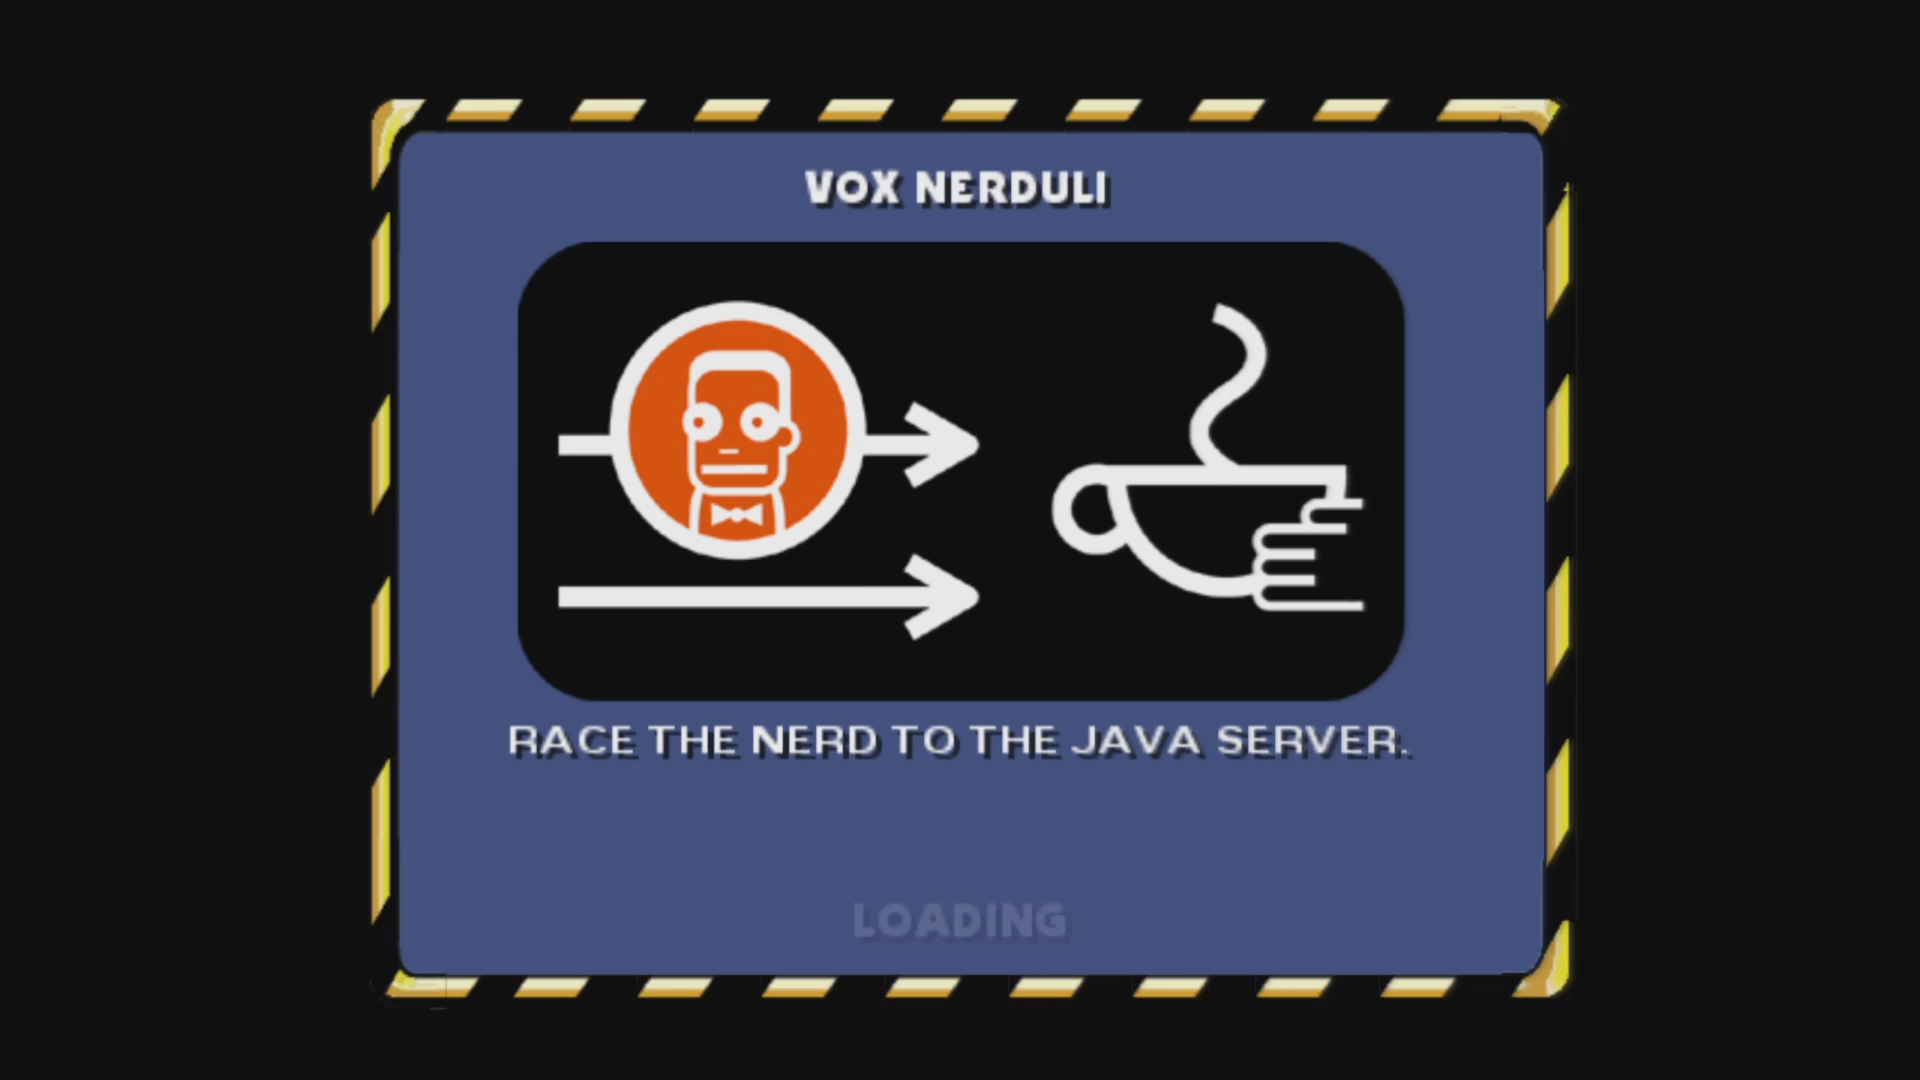 VOX NERDULI
RACE THE NERD TO THE JAVA SERVER.
LOADING